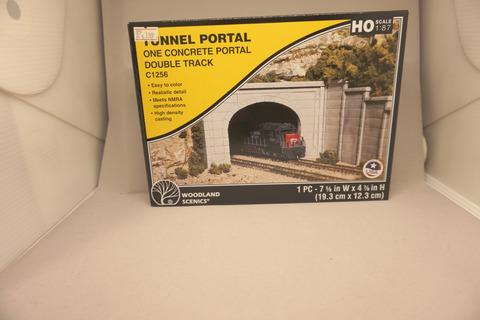 TUNNEL PORTAL
ONE CONCRETE PORTAL
DOUBLE TRACK
C1256
• Easy to color
• Realistic detail
• Meets NMRA
specifications
• High density
casting
HO SCALE
1:87
WOODLAND
SCENICS®
1 PC - 7 ⅝ in W x 4 ⅞ in H
(19.3 cm x 12.3 cm)